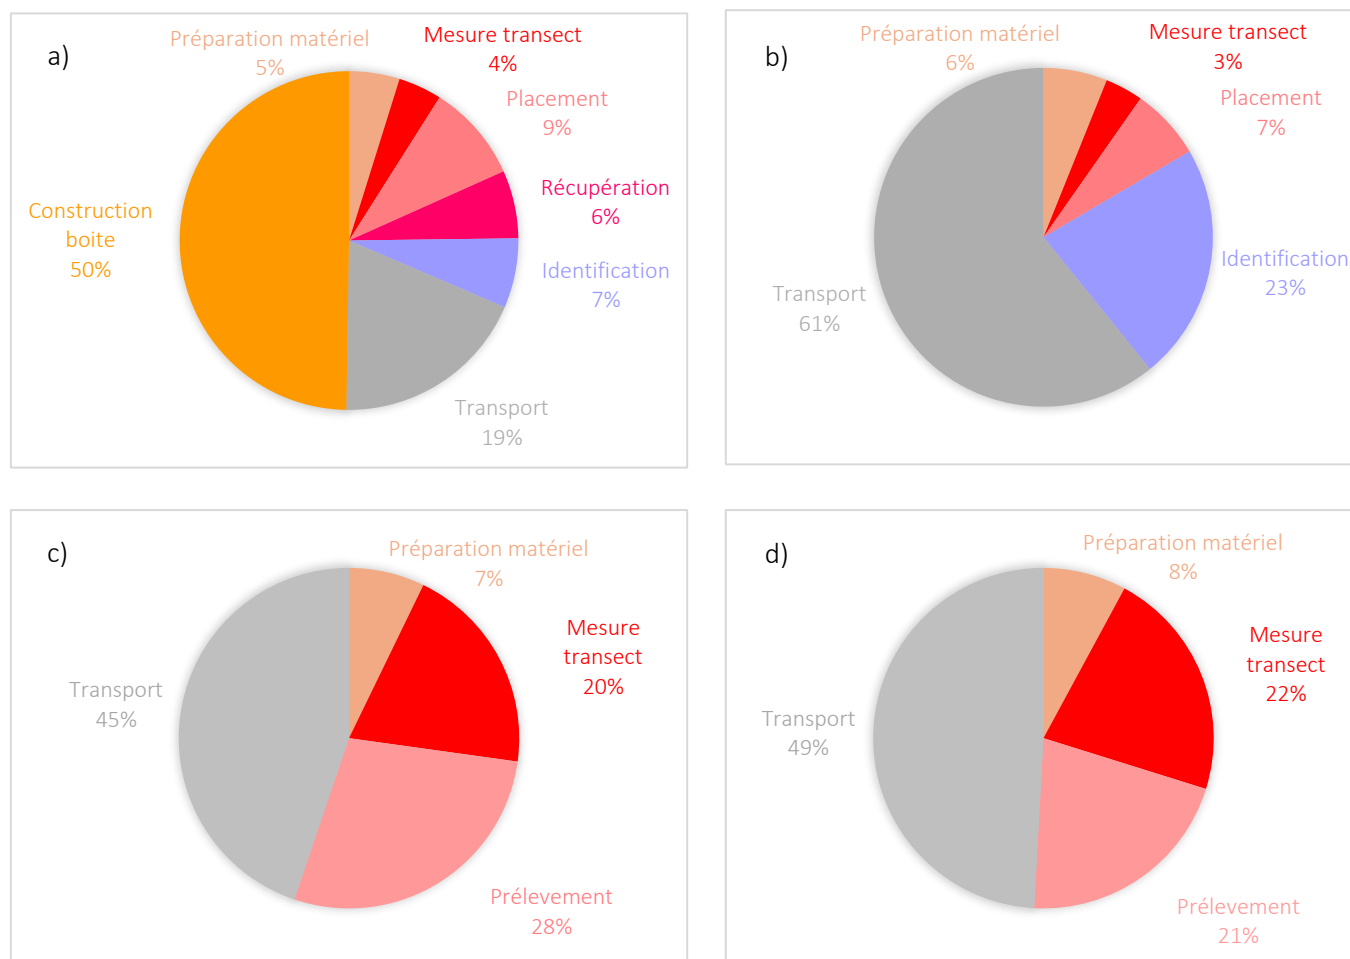 a)
Préparation matériel
5%
Mesure transect
4%
Placement
9%
Récupération
6%
Identification
7%
Transport
19%
Construction
boite
50%
b)
Préparation matériel
6%
Mesure transect
3%
Placement
7%
Identification
23%
Transport
61%
c)
Préparation matériel
7%
Mesure
transect
20%
Prélevement
28%
Transport
45%
d)
Préparation matériel
8%
Mesure
transect
22%
Prélevement
21%
Transport
49%